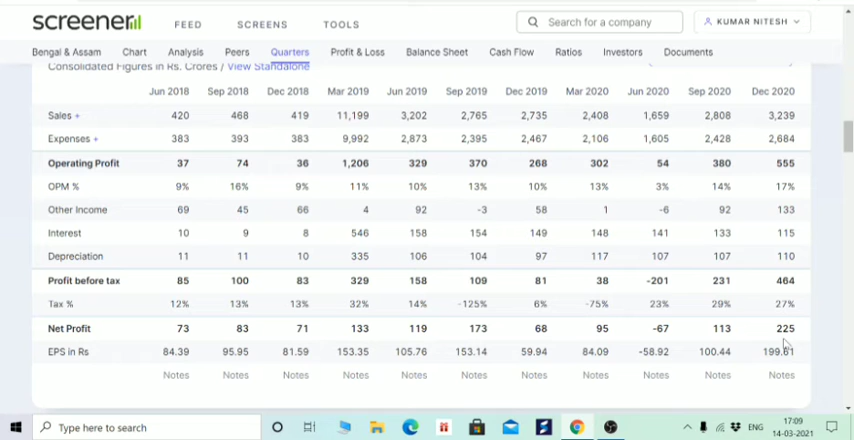 screener FEED SCREENS TOOLS Search for a company KUMAR NITESH
Bengal & Assam Chart Analysis Peers Quarters Profit & Loss Balance Sheet Cash Flow Ratios Investors Documents
Consolidated Figures in Rs. Crores / View Standalone
Jun 2018 Sep 2018 Dec 2018 Mar 2019 Jun 2019 Sep 2019 Dec 2019 Mar 2020 Jun 2020 Sep 2020 Dec 2020
Sales + 420 468 419 11,199 3,202 2,765 2,735 2,408 1,659 2,808 3,239
Expenses + 383 393 383 9,992 2,873 2,395 2,467 2,106 1,605 2,428 2,684
Operating Profit 37 74 36 1,206 329 370 268 302 54 380 555
OPM % 9% 16% 9% 11% 10% 13% 10% 13% 3% 14% 17%
Other Income 69 45 66 4 92 -3 58 1 -6 92 133
Interest 10 9 8 546 158 154 149 148 141 133 115
Depreciation 11 11 10 335 106 104 97 117 107 107 110
Profit before tax 85 100 83 329 158 109 81 38 -201 231 464
Tax % 12% 13% 13% 32% 14% -125% 6% -75% 23% 29% 27%
Net Profit 73 83 71 133 119 173 68 95 -67 113 225
EPS in Rs 84.39 95.95 81.59 153.35 105.76 153.14 59.94 84.09 -58.92 100.44 199.61
Notes Notes Notes Notes Notes Notes Notes Notes Notes Notes Notes
Type here to search ENG 17:09
14-03-2021